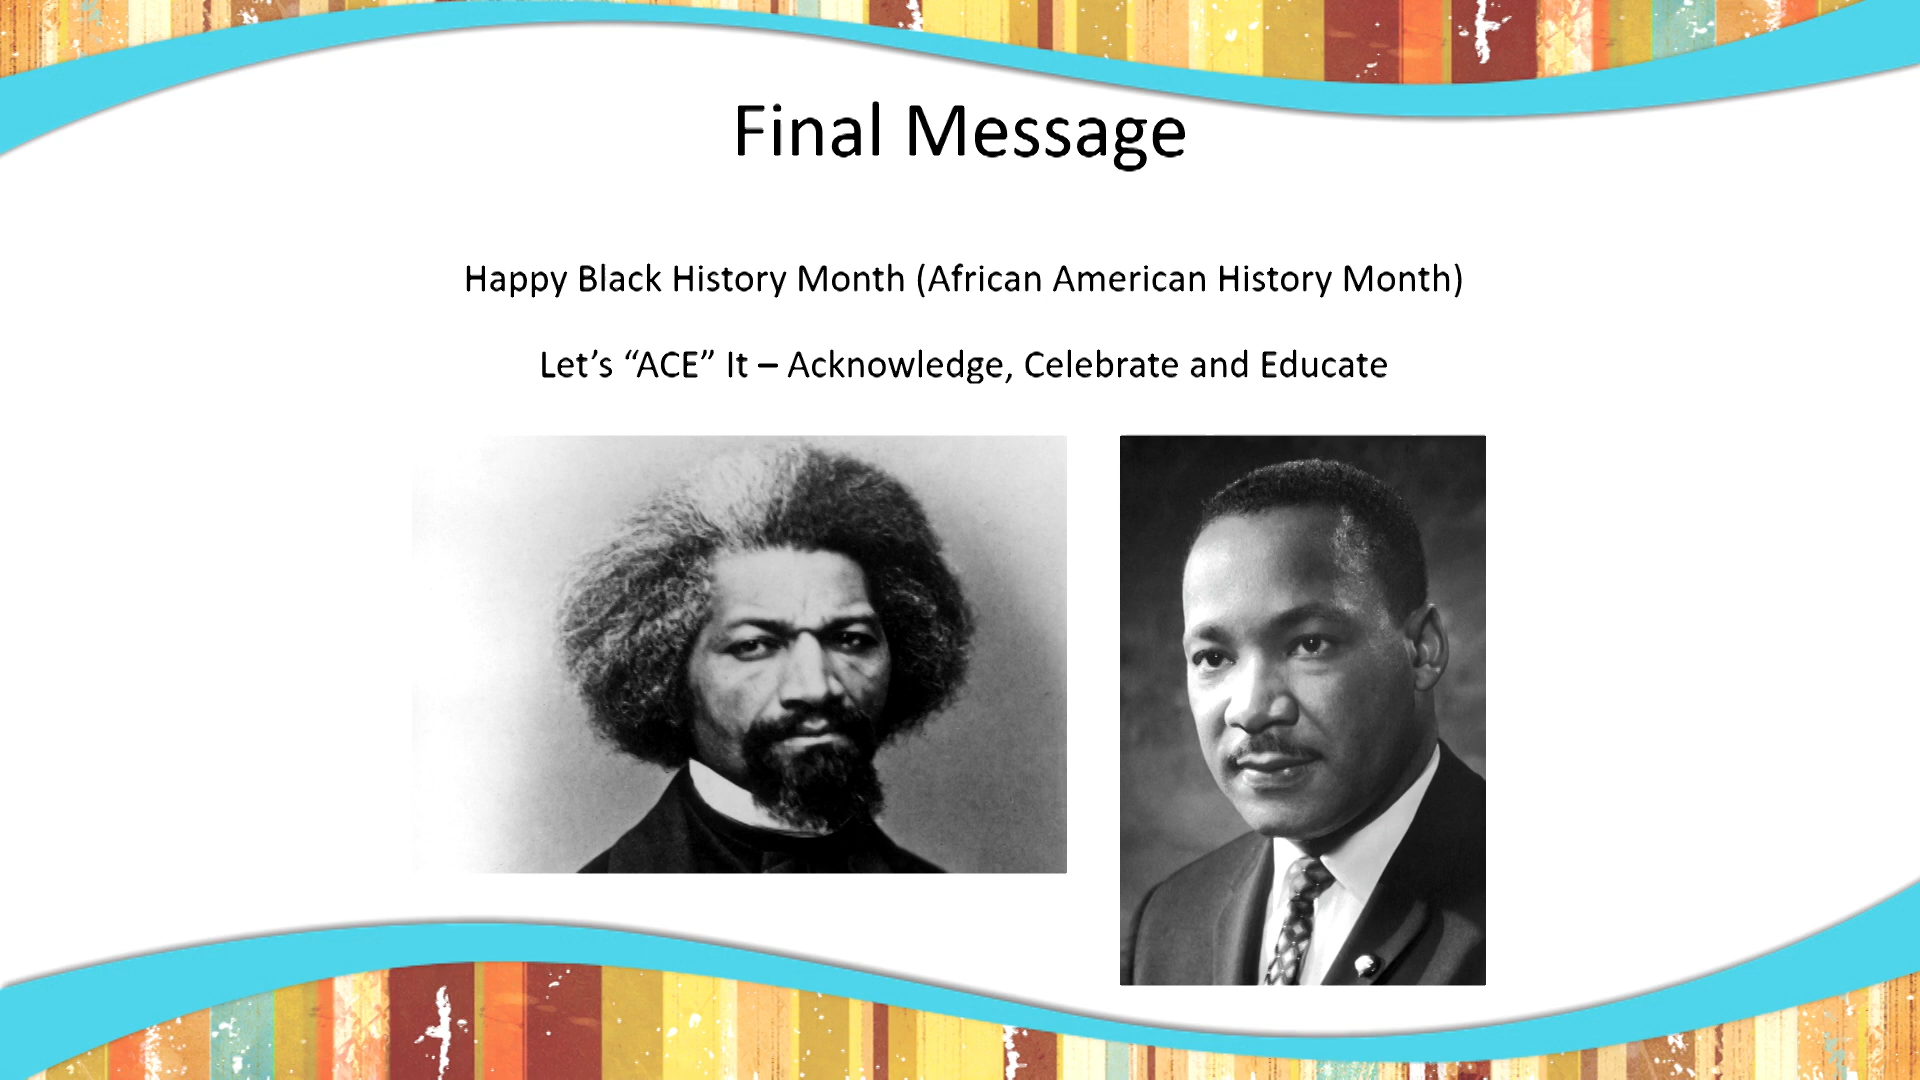 Final Message
Happy Black History Month (African American History Month)
Let’s “ACE” It – Acknowledge, Celebrate and Educate